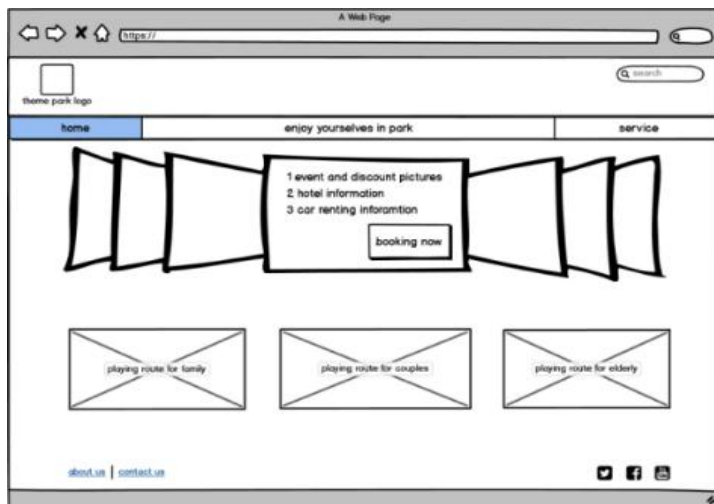 A Web Page
https://
search
theme park logo
home enjoy yourselves in park service
1 event and discount pictures
2 hotel information
3 car renting inforamtion
booking now
playing route for family playing route for couples playing route for elderly
about us | contact us